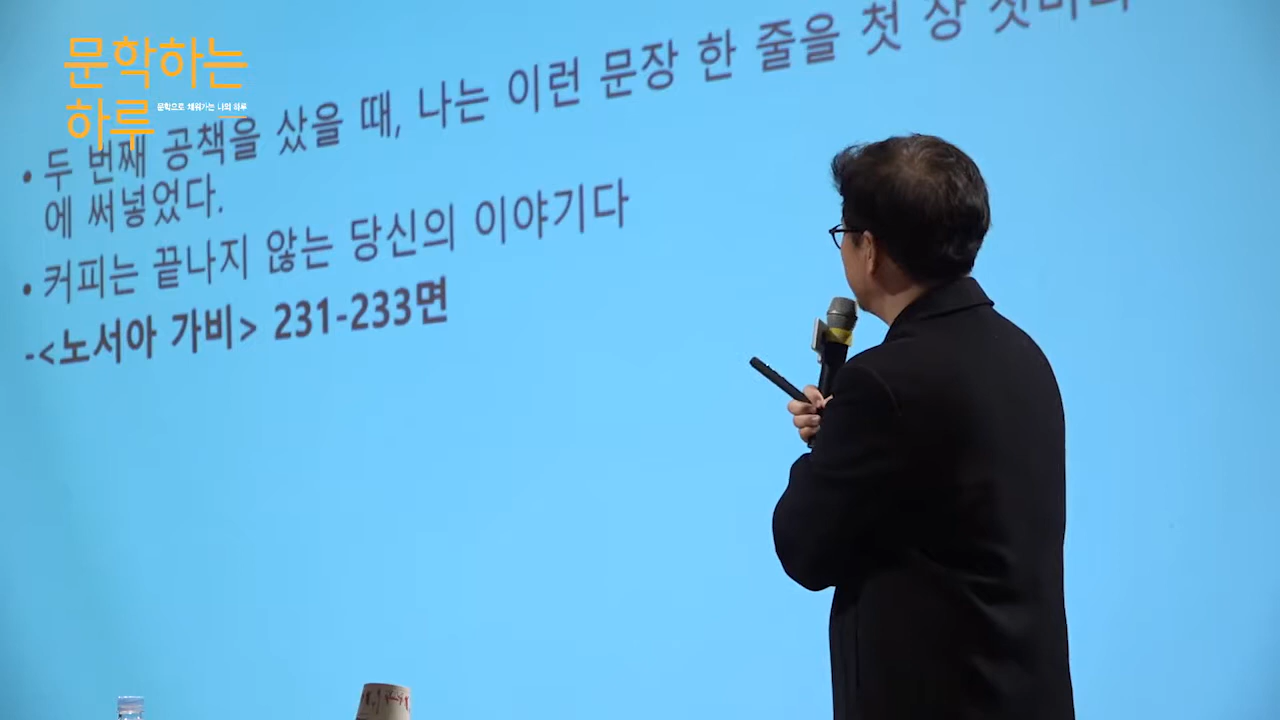 문학하는
하루
문학으로 채워가는 나의 하루
• 두 번째 공책을 샀을 때, 나는 이런 문장 한 줄을 첫 장
에 써넣었다.
• 커피는 끝나지 않는 당신의 이야기다
-<노서아 가비> 231-233면